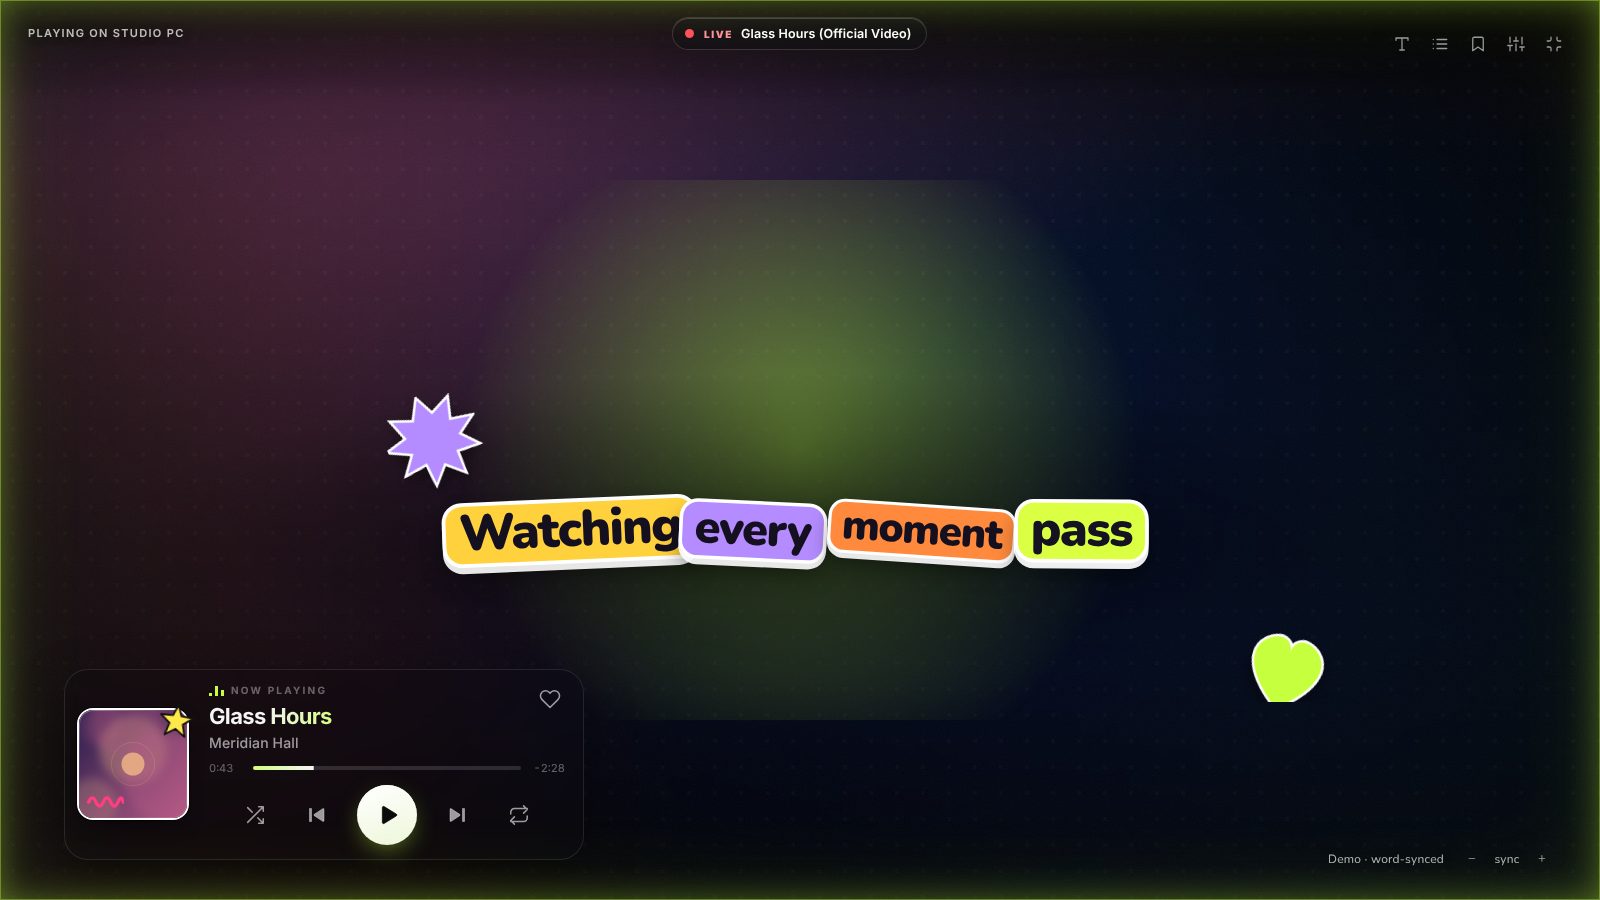 PLAYING ON STUDIO PC
LIVE Glass Hours (Official Video)
Watching every moment pass
NOW PLAYING
Glass Hours
Meridian Hall
0:43 -2:28
Demo · word-synced − sync +